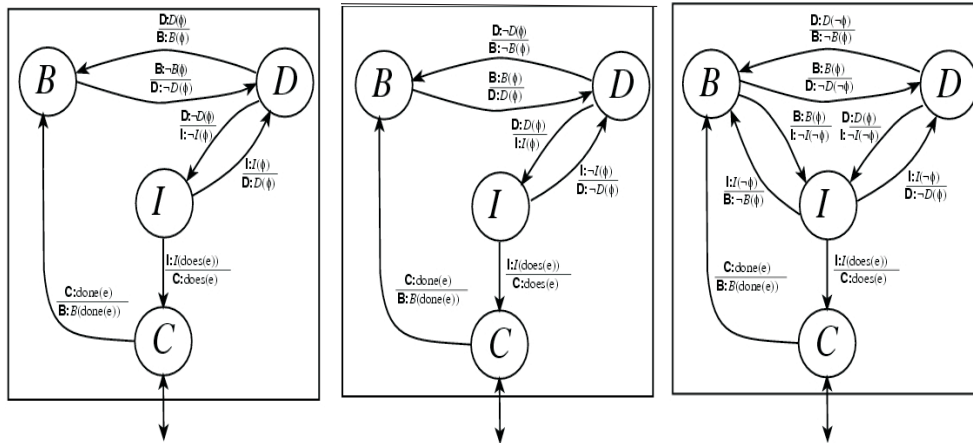 D:D(ϕ)
B:B(ϕ)
B
B:¬B(ϕ)
D:¬D(ϕ)
D
D:¬D(ϕ)
I:¬I(ϕ)
I:I(ϕ)
D:D(ϕ)
I
I:I(does(e))
C:does(e)
C:done(e)
B:B(done(e))
C
D:¬D(ϕ)
B:¬B(ϕ)
B
B:B(ϕ)
D:D(ϕ)
D
D:D(ϕ)
I:I(ϕ)
I:¬I(ϕ)
D:¬D(ϕ)
I
I:I(does(e))
C:does(e)
C:done(e)
B:B(done(e))
C
D:D(¬ϕ)
B:¬B(ϕ)
B
B:B(ϕ)
D:¬D(¬ϕ)
D
B:B(ϕ)
I:¬I(¬ϕ)
D:D(ϕ)
I:¬I(¬ϕ)
I:I(¬ϕ)
B:¬B(ϕ)
I:I(¬ϕ)
D:¬D(ϕ)
I
I:I(does(e))
C:does(e)
C:done(e)
B:B(done(e))
C